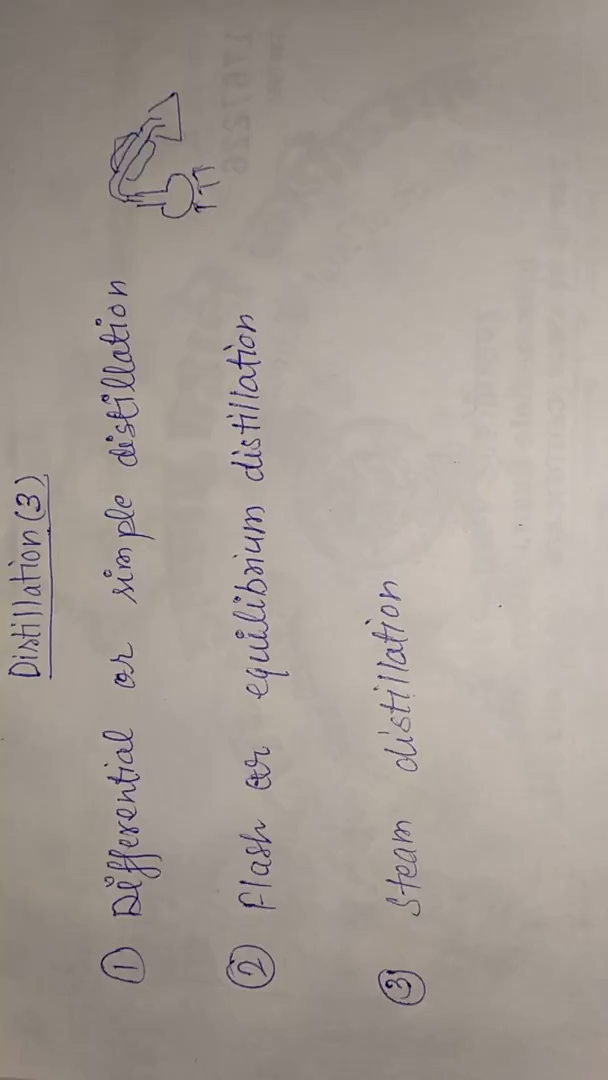 Distillation (3)
① Differential or simple distillation
② Flash or equilibrium distillation
③ Steam distillation